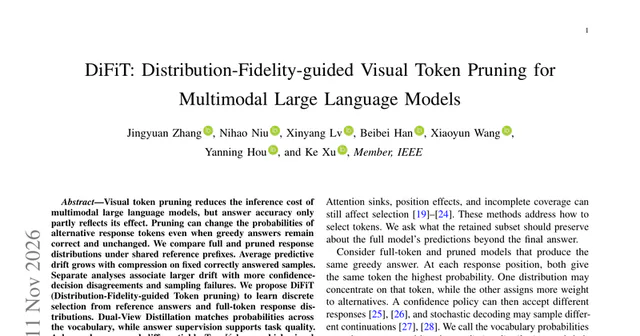 1
DiFiT: Distribution-Fidelity-guided Visual Token Pruning for
Multimodal Large Language Models
Jingyuan Zhang, Nihao Niu, Xinyang Lv, Beibei Han, Xiaoyun Wang,
Yanning Hou, and Ke Xu, Member, IEEE
11 Nov 2026
Abstract—Visual token pruning reduces the inference cost of
multimodal large language models, but answer accuracy only
partly reflects its effect. Pruning can change the probabilities of
alternative response tokens even when greedy answers remain
correct and unchanged. We compare full and pruned response
distributions under shared reference prefixes. Average predictive
drift grows with compression on fixed correctly answered samples.
Separate analyses associate larger drift with more confidence-
decision disagreements and sampling failures. We propose DiFiT
(Distribution-Fidelity-guided Token Pruning) to learn discrete
selection from reference answers and full-token response dis-
tributions. Dual-View Distillation matches probabilities across
the vocabulary, while answer supervision supports task quality.
Attention sinks, position effects, and incomplete coverage can
still affect selection [19]–[24]. These methods address how to
select tokens. We ask what the retained subset should preserve
about the full model's predictions beyond the final answer.
Consider full-token and pruned models that produce the
same greedy answer. At each response position, both give
the same token the highest probability. One distribution may
concentrate on that token, while the other assigns more weight
to alternatives. A confidence policy can then accept different
responses [25], [26], and stochastic decoding may sample differ-
ent continuations [27], [28]. We call the vocabulary probabilities